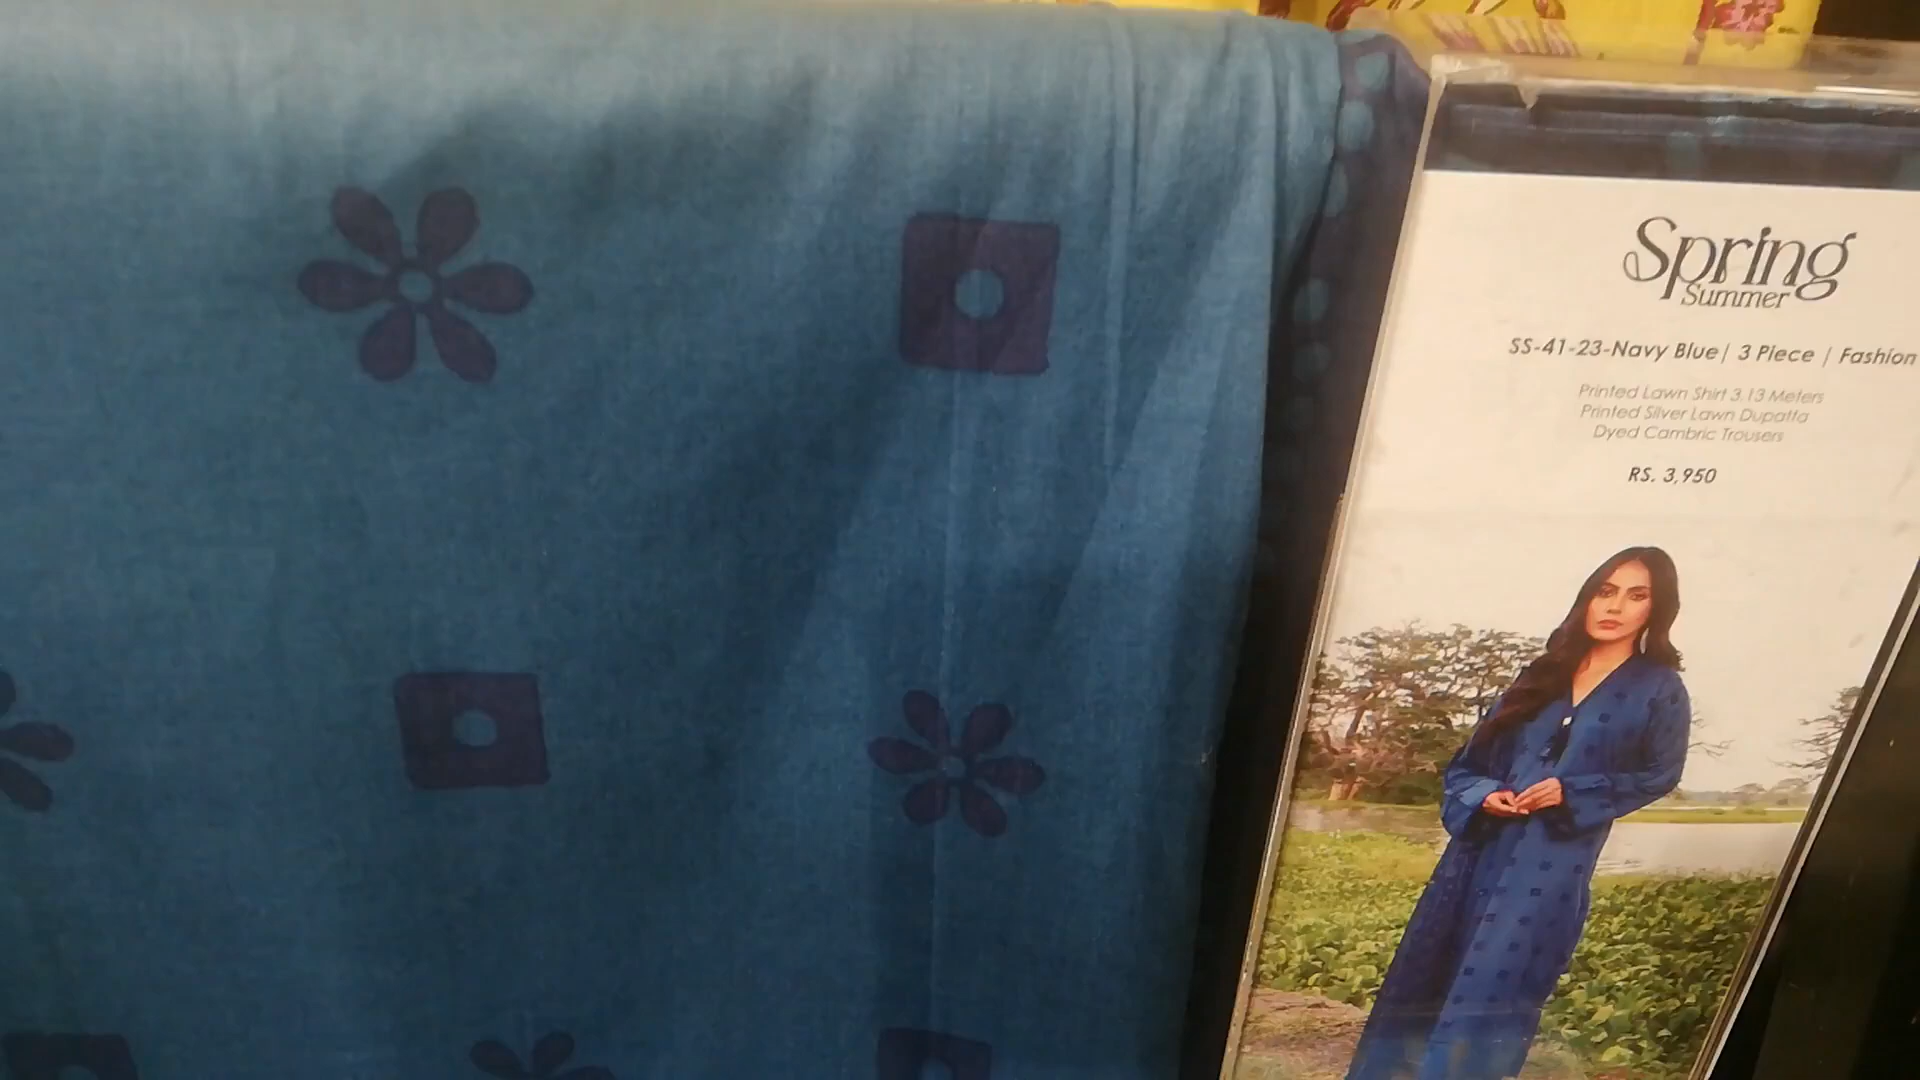 Spring
Summer
SS-41-23-Navy Blue/ 3 Piece / Fashion
Printed Lawn Shirt 3.13 Meters
Printed Silver Lawn Dupatta
Dyed Cambric Trousers
RS. 3,950